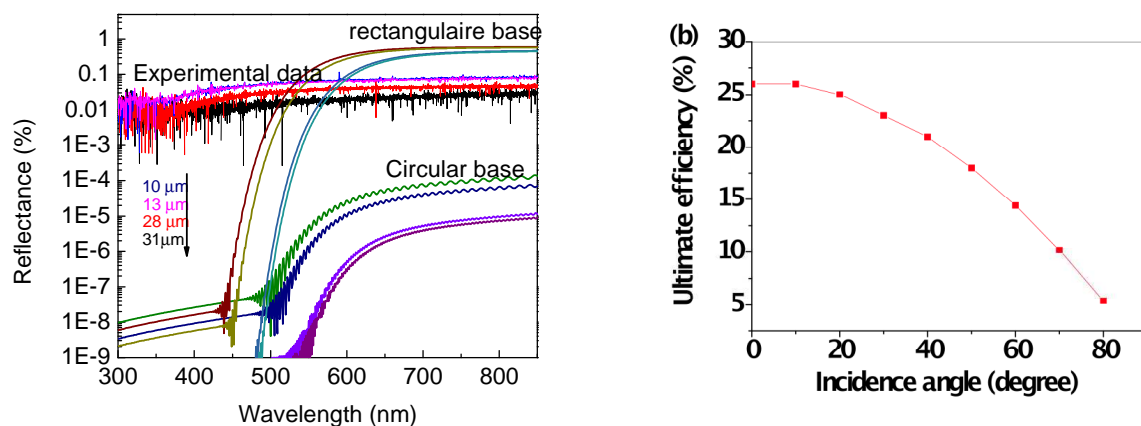 rectangulaire base
Experimental data
Circular base
10 μm
13 μm
28 μm
31μm
1
0.1
0.01
1E-3
1E-4
1E-5
1E-6
1E-7
1E-8
1E-9
Reflectance (%)
300 400 500 600 700 800
Wavelength (nm)
(b)
30
25
20
15
10
5
Ultimate efficiency (%)
0 20 40 60 80
Incidence angle (degree)